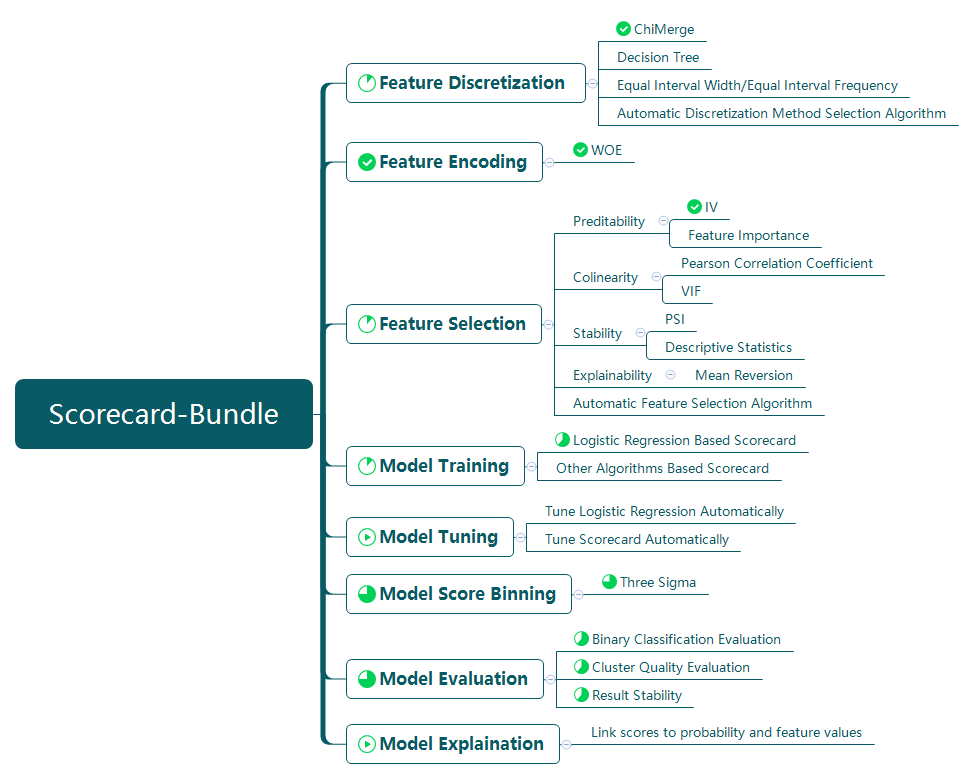 Scorecard-Bundle
Feature Discretization
ChiMerge
Decision Tree
Equal Interval Width/Equal Interval Frequency
Automatic Discretization Method Selection Algorithm
Feature Encoding
WOE
Feature Selection
Preditability
IV
Feature Importance
Colinearity
Pearson Correlation Coefficient
VIF
Stability
PSI
Descriptive Statistics
Explainability
Mean Reversion
Automatic Feature Selection Algorithm
Model Training
Logistic Regression Based Scorecard
Other Algorithms Based Scorecard
Model Tuning
Tune Logistic Regression Automatically
Tune Scorecard Automatically
Model Score Binning
Three Sigma
Model Evaluation
Binary Classification Evaluation
Cluster Quality Evaluation
Result Stability
Model Explaination
Link scores to probability and feature values